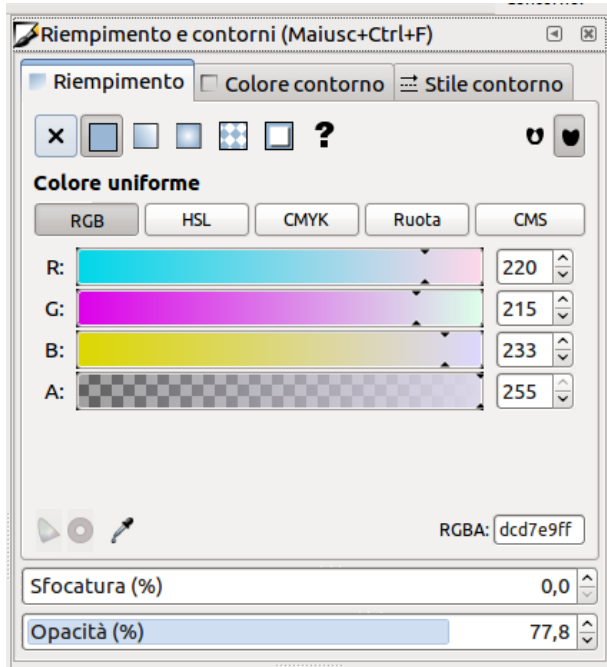 Riempimento e contorni (Maiusc+Ctrl+F)
Riempimento Colore contorno Stile contorno
?
Colore uniforme
RGB HSL CMYK Ruota CMS
R: 220
G: 215
B: 233
A: 255
RGBA: dcd7e9ff
Sfocatura (%) 0,0
Opacità (%) 77,8